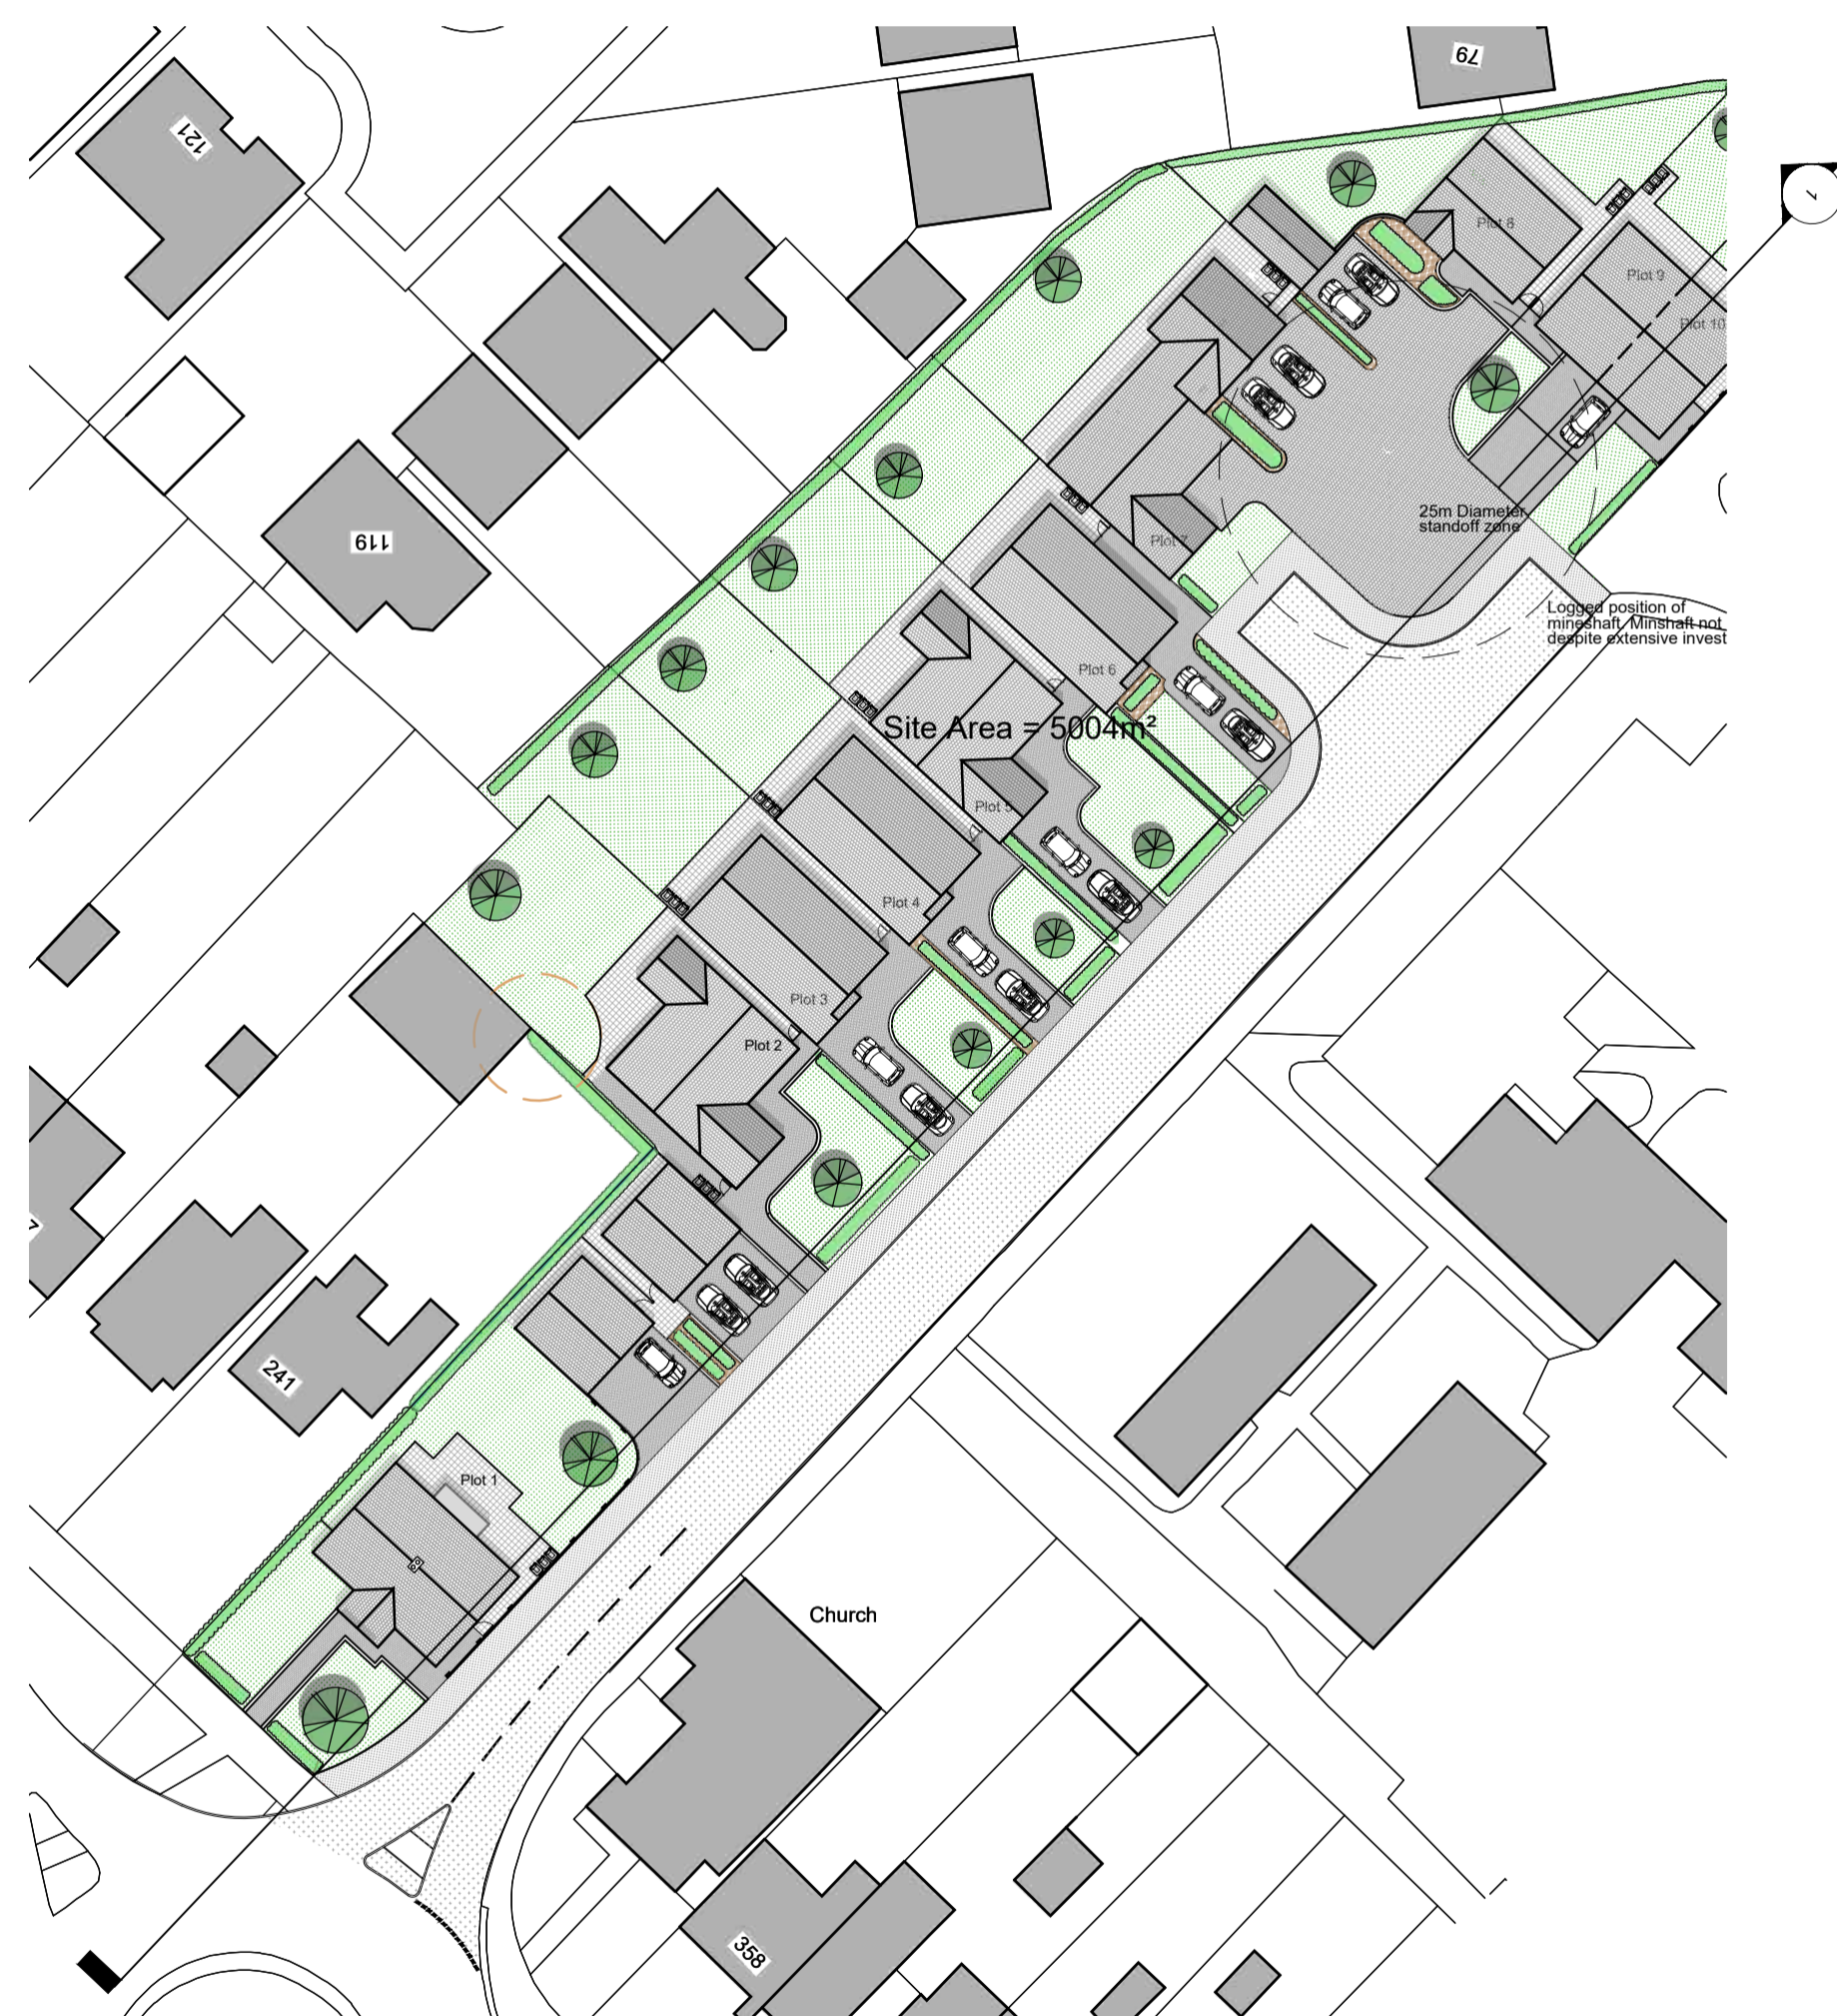 79
121
Plot 8
Plot 9
Plot 10
119
25m Diameter
standoff zone
Plot 7
Logged position of
mineshaft, Minshaft not
despite extensive invest
Plot 6
Site Area = 5004m²
Plot 5
Plot 4
Plot 3
Plot 2
241
Plot 1
Church
358